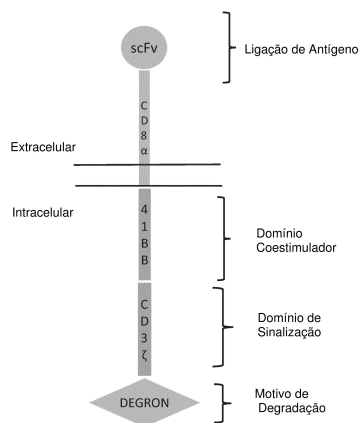 scFv
Ligação de Antígeno
C
D
8
α
Extracelular
Intracelular
4
1
B
B
Domínio
Coestimulador
C
D
3
ζ
Domínio de
Sinalização
DEGRON
Motivo de
Degradação